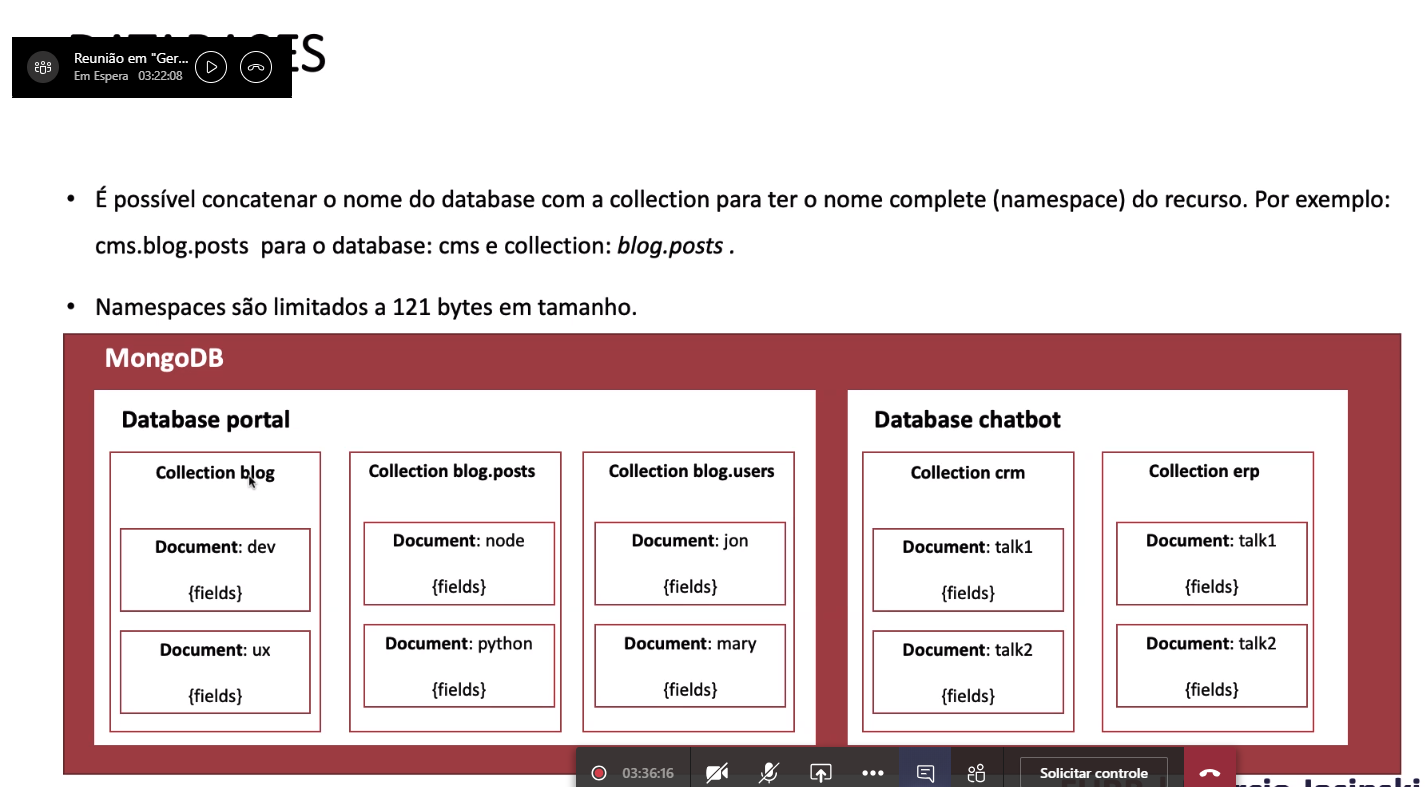 Reunião em "Ger...
Em Espera 03:22:08
• É possível concatenar o nome do database com a collection para ter o nome complete (namespace) do recurso. Por exemplo:
cms.blog.posts para o database: cms e collection: blog.posts .
• Namespaces são limitados a 121 bytes em tamanho.
MongoDB
Database portal
Collection blog
Document: dev
{fields}
Document: ux
{fields}
Collection blog.posts
Document: node
{fields}
Document: python
{fields}
Collection blog.users
Document: jon
{fields}
Document: mary
{fields}
Database chatbot
Collection crm
Document: talk1
{fields}
Document: talk2
{fields}
Collection erp
Document: talk1
{fields}
Document: talk2
{fields}
03:36:16
Solicitar controle